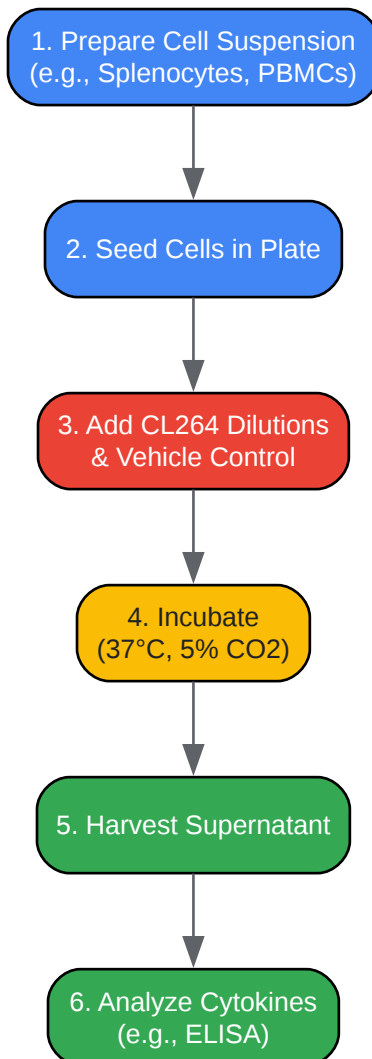 1. Prepare Cell Suspension
(e.g., Splenocytes, PBMCs)
2. Seed Cells in Plate
3. Add CL264 Dilutions
& Vehicle Control
4. Incubate
(37°C, 5% CO2)
5. Harvest Supernatant
6. Analyze Cytokines
(e.g., ELISA)